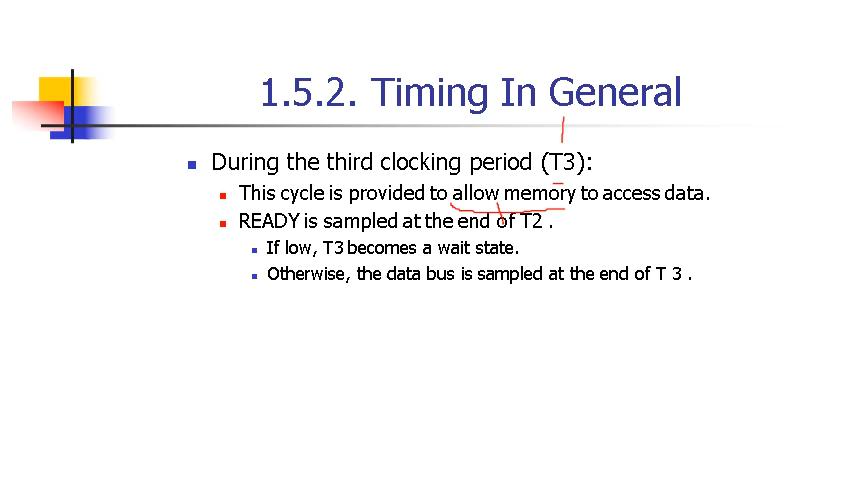 1.5.2. Timing In General
During the third clocking period (T3):
This cycle is provided to allow memory to access data.
READY is sampled at the end of T2 .
If low, T3 becomes a wait state.
Otherwise, the data bus is sampled at the end of T 3 .